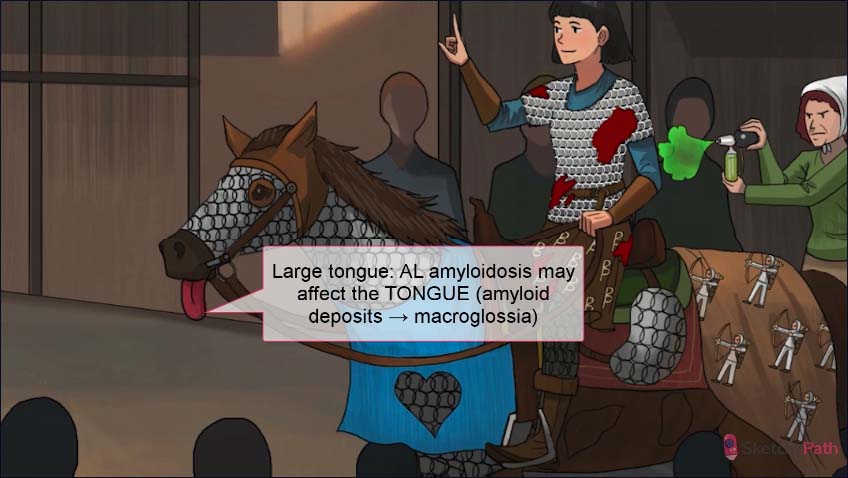 Large tongue: AL amyloidosis may
affect the TONGUE (amyloid
deposits → macroglossia)
SketchyPath